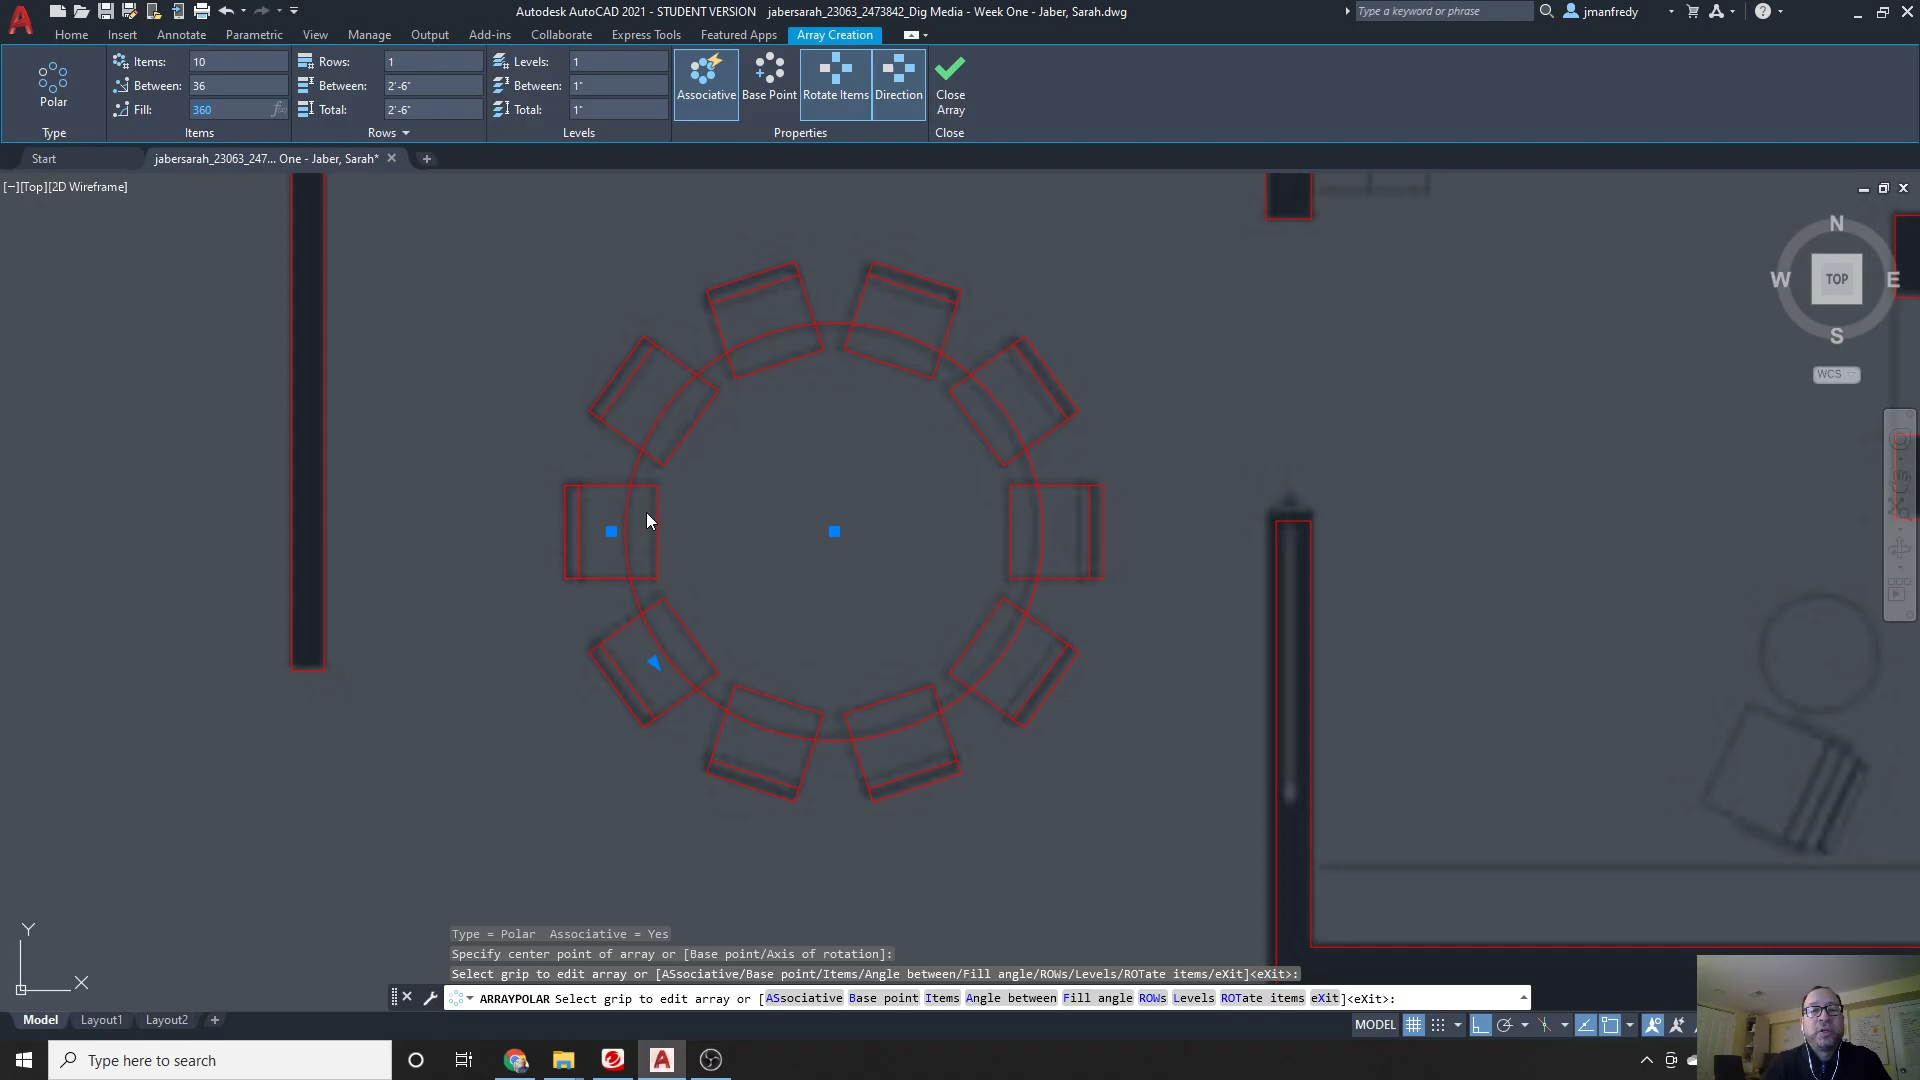 Autodesk AutoCAD 2021 - STUDENT VERSION jabersarah_23063_2473842_Dig Media - Week One - Jaber, Sarah.dwg
Type a keyword or phrase
jmanfredy
Home Insert Annotate Parametric View Manage Output Add-ins Collaborate Express Tools Featured Apps Array Creation
Polar
Type
Items: 10
Between: 36
Fill: 360
Items
Rows: 1
Between: 2'-6"
Total: 2'-6"
Rows
Levels: 1
Between: 1"
Total: 1"
Levels
Associative Base Point Rotate Items Direction
Properties
Close
Array
Close
Start
jabersarah_23063_247... One - Jaber, Sarah*
[−][Top][2D Wireframe]
N
W TOP E
S
WCS
Y
X
Type = Polar Associative = Yes
Specify center point of array or [Base point/Axis of rotation]:
Select grip to edit array or [ASsociative/Base point/Items/Angle between/Fill angle/ROWs/Levels/ROTate items/eXit]<eXit>:
ARRAYPOLAR Select grip to edit array or [ASsociative Base point Items Angle between Fill angle ROWs Levels ROTate items eXit]<eXit>:
Model Layout1 Layout2
MODEL
Type here to search